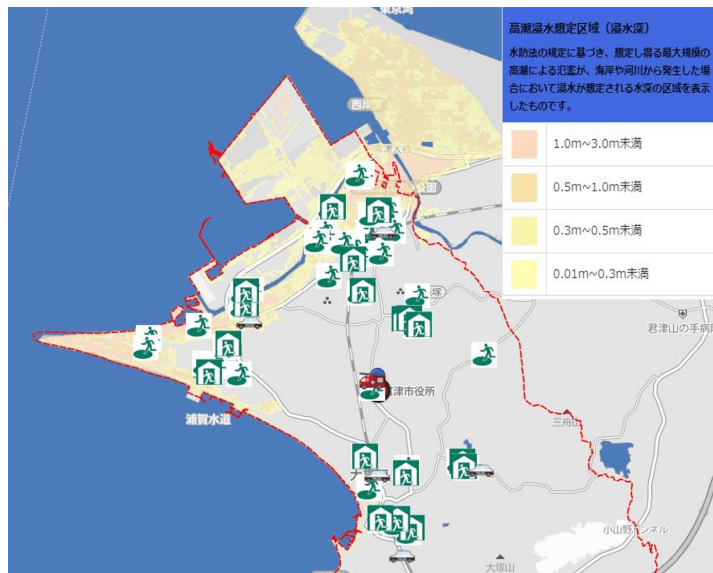 東京湾
高潮浸水想定区域(浸水深)
水防法の規定に基づき、想定し得る最大規模の
高潮による氾濫が、海岸や河川から発生した場
合において浸水が想定される水深の区域を表示
したものです。
1.0m~3.0m未満
0.5m~1.0m未満
0.3m~0.5m未満
0.01m~0.3m未満
公園
君津山の手病
津市役所
浦賀水道
三舟山
小山野トンネル
大塚山